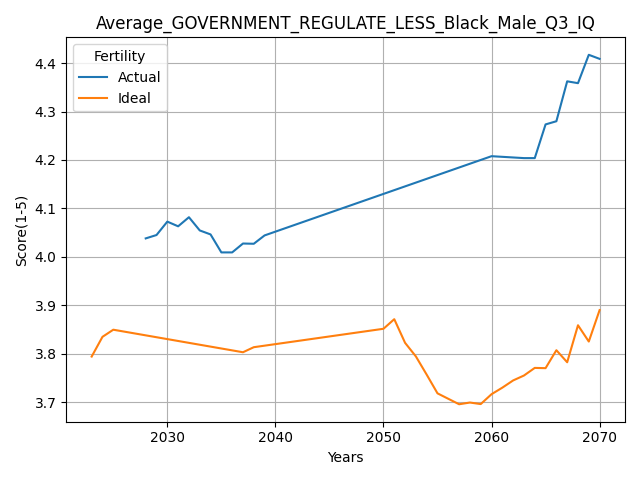 Average_GOVERNMENT_REGULATE_LESS_Black_Male_Q3_IQ
Fertility
Actual
Ideal
Score(1-5)
4.4
4.3
4.2
4.1
4.0
3.9
3.8
3.7
2030
2040
2050
2060
2070
Years